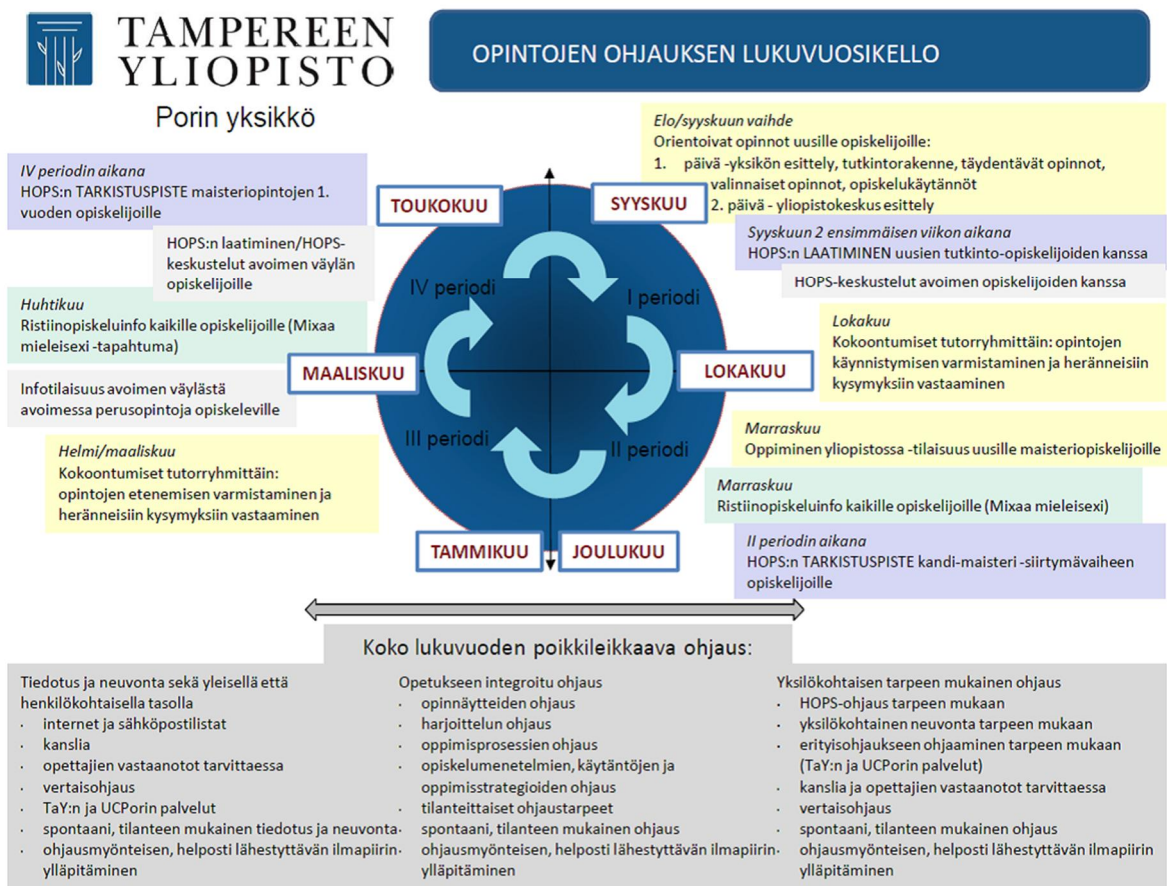 TAMPEREEN
YLIOPISTO
Porin yksikkö
OPINTOJEN OHJAUKSEN LUKUVUOSIKELLO
Elo/syyskuun vaihde
Orientoivat opinnot uusille opiskelijoille:
1. päivä -yksikön esittely, tutkintorakenne, täydentävät opinnot,
valinnaiset opinnot, opiskelukäytännöt
2. päivä - yliopistokeskus esittely
Syyskuun 2 ensimmäisen viikon aikana
HOPS:n LAATIMINEN uusien tutkinto-opiskelijoiden kanssa
HOPS-keskustelut avoimen opiskelijoiden kanssa
Lokakuu
Kokoontumiset tutorryhmittäin: opintojen
käynnistymisen varmistaminen ja heränneisiin
kysymyksiin vastaaminen
Marraskuu
Oppiminen yliopistossa -tilaisuus uusille maisteriopiskelijoille
Marraskuu
Ristiinopiskeluinfo kaikille opiskelijoille (Mixaa mieleisexi)
II periodin aikana
HOPS:n TARKISTUSPISTE kandi-maisteri -siirtymävaiheen
opiskelijoille
IV periodin aikana
HOPS:n TARKISTUSPISTE maisteriopintojen 1.
vuoden opiskelijoille
HOPS:n laatiminen/HOPS-
keskustelut avoimen väylän
opiskelijoille
Huhtikuu
Ristiinopiskeluinfo kaikille opiskelijoille (Mixaa
mieleisexi -tapahtuma)
Infotilaisuus avoimen väylästä
avoimessa perusopintoja opiskeleville
Helmi/maaliskuu
Kokoontumiset tutorryhmittäin:
opintojen etenemisen varmistaminen ja
heränneisiin kysymyksiin vastaaminen
TOUKOKUU
SYYSKUU
IV periodi
I periodi
MAALISKUU
LOKAKUU
III periodi
II periodi
TAMMIKUU
JOULUKUU
Koko lukuvuoden poikkileikkaava ohjaus:
Tiedotus ja neuvonta sekä yleisellä että
henkilökohtaisella tasolla
· internet ja sähköpostilistat
· kanslia
· opettajien vastaanotot tarvittaessa
· vertaisohjaus
· TaY:n ja UCPorin palvelut
· spontaani, tilanteen mukainen tiedotus ja neuvonta
· ohjausmyönteisen, helposti lähestyttävän ilmapiirin
ylläpitäminen
Opetukseen integroitu ohjaus
· opinnäytteiden ohjaus
· harjoittelun ohjaus
· oppimisprosessien ohjaus
· opiskelumenetelmien, käytäntöjen ja
oppimisstrategioiden ohjaus
· tilanteittaiset ohjaustarpeet
· spontaani, tilanteen mukainen ohjaus
· ohjausmyönteisen, helposti lähestyttävän ilmapiirin
ylläpitäminen
Yksilökohtaisen tarpeen mukainen ohjaus
· HOPS-ohjaus tarpeen mukaan
· yksilökohtainen neuvonta tarpeen mukaan
· erityisohjaukseen ohjaaminen tarpeen mukaan
(TaY:n ja UCPorin palvelut)
· kanslia ja opettajien vastaanotot tarvittaessa
· vertaisohjaus
· spontaani, tilanteen mukainen ohjaus
· ohjausmyönteisen, helposti lähestyttävän ilmapiirin
ylläpitäminen